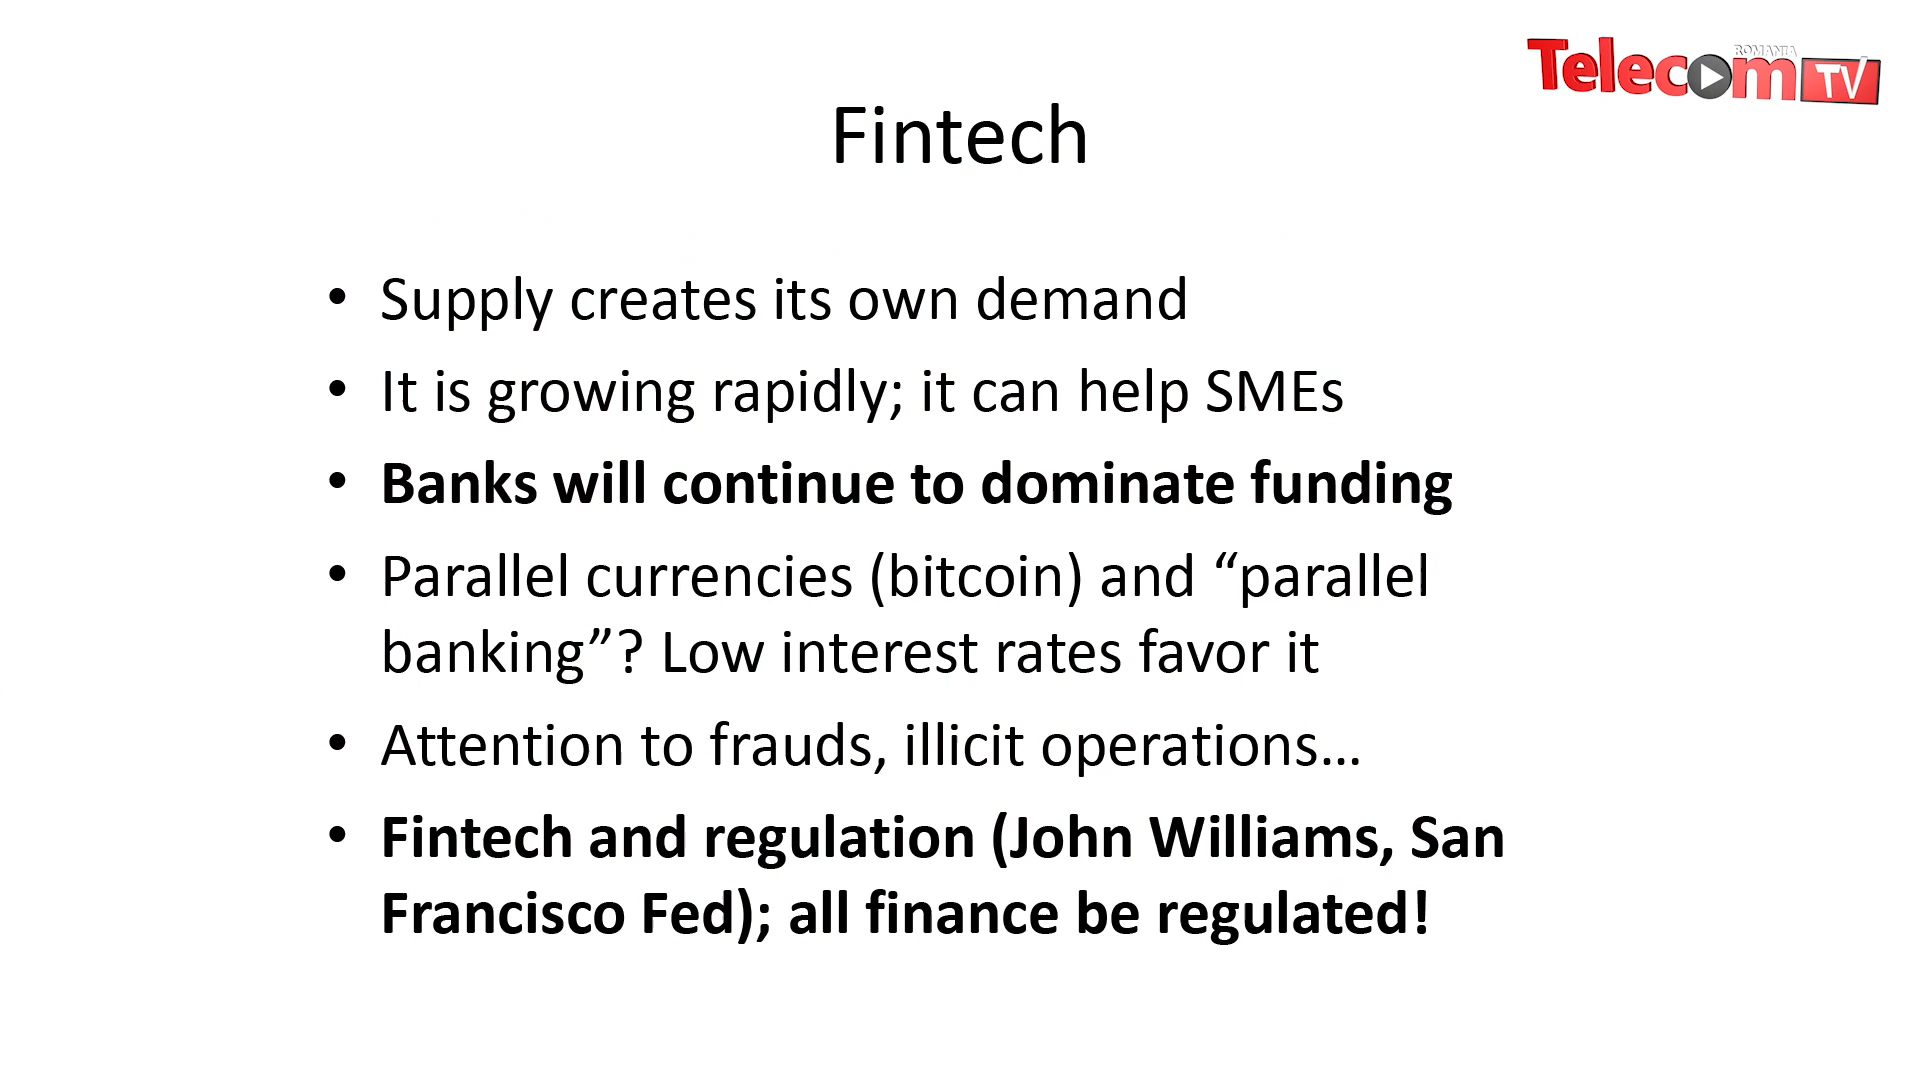 Telecom ROMANIA TV
Fintech
• Supply creates its own demand
• It is growing rapidly; it can help SMEs
• Banks will continue to dominate funding
• Parallel currencies (bitcoin) and “parallel
banking”? Low interest rates favor it
• Attention to frauds, illicit operations…
• Fintech and regulation (John Williams, San
Francisco Fed); all finance be regulated!